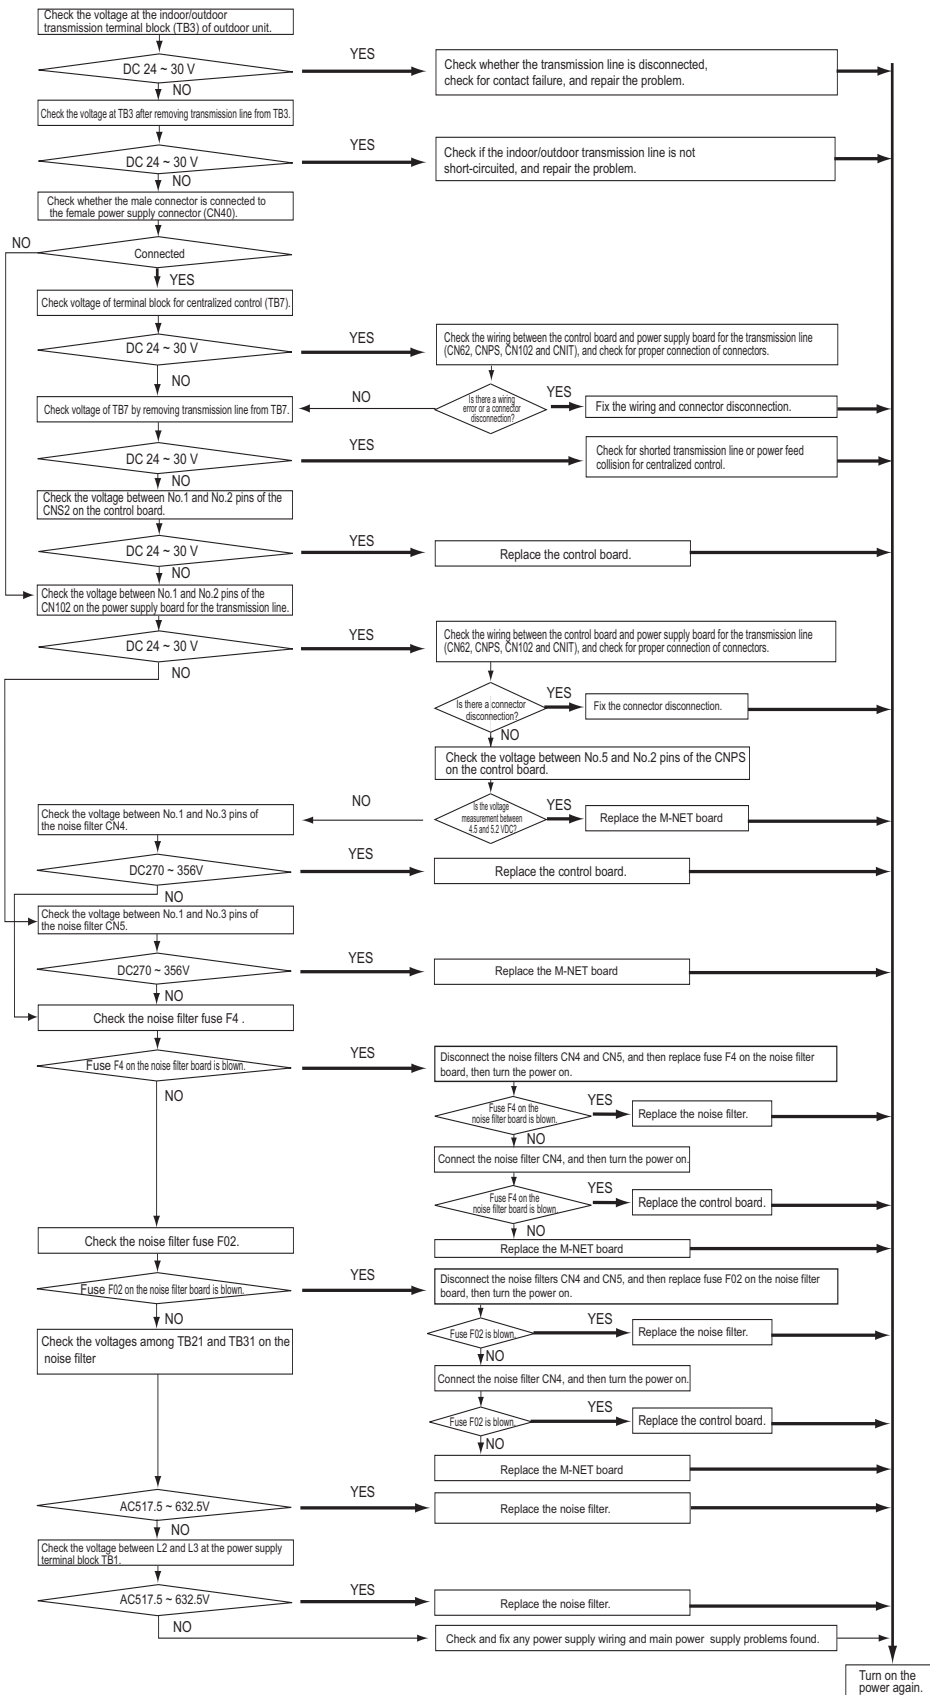 Check the voltage at the indoor/outdoor
transmission terminal block (TB3) of outdoor unit.
DC 24 ~ 30 V
YES
Check whether the transmission line is disconnected,
check for contact failure, and repair the problem.
NO
Check the voltage at TB3 after removing transmission line from TB3.
DC 24 ~ 30 V
YES
Check if the indoor/outdoor transmission line is not
short-circuited, and repair the problem.
NO
Check whether the male connector is connected to
the female power supply connector (CN40).
NO
Connected
YES
Check voltage of terminal block for centralized control (TB7).
DC 24 ~ 30 V
YES
Check the wiring between the control board and power supply board for the transmission line
(CN62, CNPS, CN102 and CNIT), and check for proper connection of connectors.
NO
Is there a wiring
error or a connector
disconnection?
YES
Fix the wiring and connector disconnection.
NO
Check voltage of TB7 by removing transmission line from TB7.
DC 24 ~ 30 V
YES
Check for shorted transmission line or power feed
collision for centralized control.
NO
Check the voltage between No.1 and No.2 pins of the
CNS2 on the control board.
DC 24 ~ 30 V
YES
Replace the control board.
NO
Check the voltage between No.1 and No.2 pins of the
CN102 on the power supply board for the transmission line.
DC 24 ~ 30 V
YES
Check the wiring between the control board and power supply board for the transmission line
(CN62, CNPS, CN102 and CNIT), and check for proper connection of connectors.
NO
Is there a connector
disconnection?
YES
Fix the connector disconnection.
NO
Check the voltage between No.5 and No.2 pins of the CNPS
on the control board.
Is the voltage
measurement between
4.5 and 5.2 VDC?
YES
Replace the M-NET board
NO
Check the voltage between No.1 and No.3 pins of
the noise filter CN4.
DC270 ~ 356V
YES
Replace the control board.
NO
Check the voltage between No.1 and No.3 pins of
the noise filter CN5.
DC270 ~ 356V
YES
Replace the M-NET board
NO
Check the noise filter fuse F4 .
Fuse F4 on the noise filter board is blown.
YES
Disconnect the noise filters CN4 and CN5, and then replace fuse F4 on the noise filter
board, then turn the power on.
NO
Fuse F4 on the
noise filter board is blown.
YES
Replace the noise filter.
NO
Connect the noise filter CN4, and then turn the power on.
Fuse F4 on the
noise filter board is blown.
YES
Replace the control board.
NO
Replace the M-NET board
Check the noise filter fuse F02.
Fuse F02 on the noise filter board is blown.
YES
Disconnect the noise filters CN4 and CN5, and then replace fuse F02 on the noise filter
board, then turn the power on.
NO
Check the voltages among TB21 and TB31 on the
noise filter
Fuse F02 is blown.
YES
Replace the noise filter.
NO
Connect the noise filter CN4, and then turn the power on.
Fuse F02 is blown.
YES
Replace the control board.
NO
Replace the M-NET board
AC517.5 ~ 632.5V
YES
Replace the noise filter.
NO
Check the voltage between L2 and L3 at the power supply
terminal block TB1.
AC517.5 ~ 632.5V
YES
Replace the noise filter.
NO
Check and fix any power supply wiring and main power supply problems found.
Turn on the
power again.